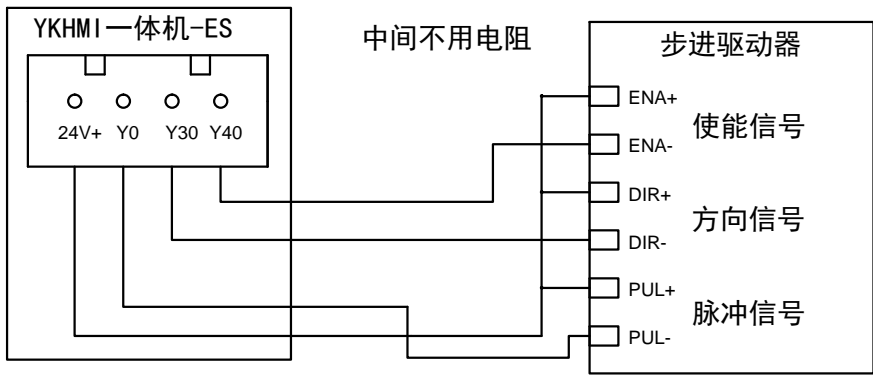 YKHMI一体机-ES
24V+ Y0 Y30 Y40
中间不用电阻
步进驱动器
ENA+
使能信号
ENA-
DIR+
方向信号
DIR-
PUL+
脉冲信号
PUL-